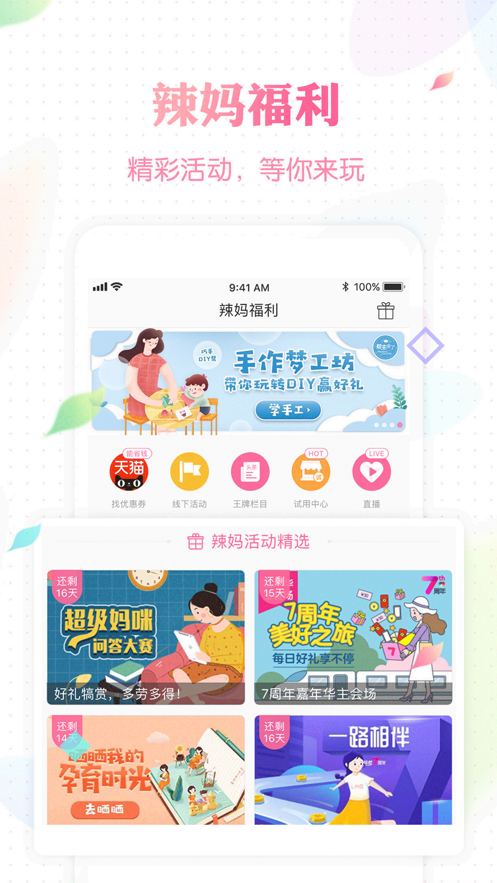 辣妈福利
精彩活动，等你来玩
9:41 AM
100%
辣妈福利
巧手
DIY营
手作梦工坊
带你玩转DIY赢好礼
学手工
能省钱
HOT
LIVE
天猫
头条
试
找优惠券
线下活动
王牌栏目
试用中心
直播
辣妈活动精选
还剩
16天
超级妈咪
问答大赛
好礼犒赏，多劳多得！
还剩
15天
7th
周年
7周年
美好之旅
每日好礼享不停
7
7周年嘉年华主会场
还剩
14天
晒晒我的
孕育时光
去晒晒
还剩
16天
一路相伴